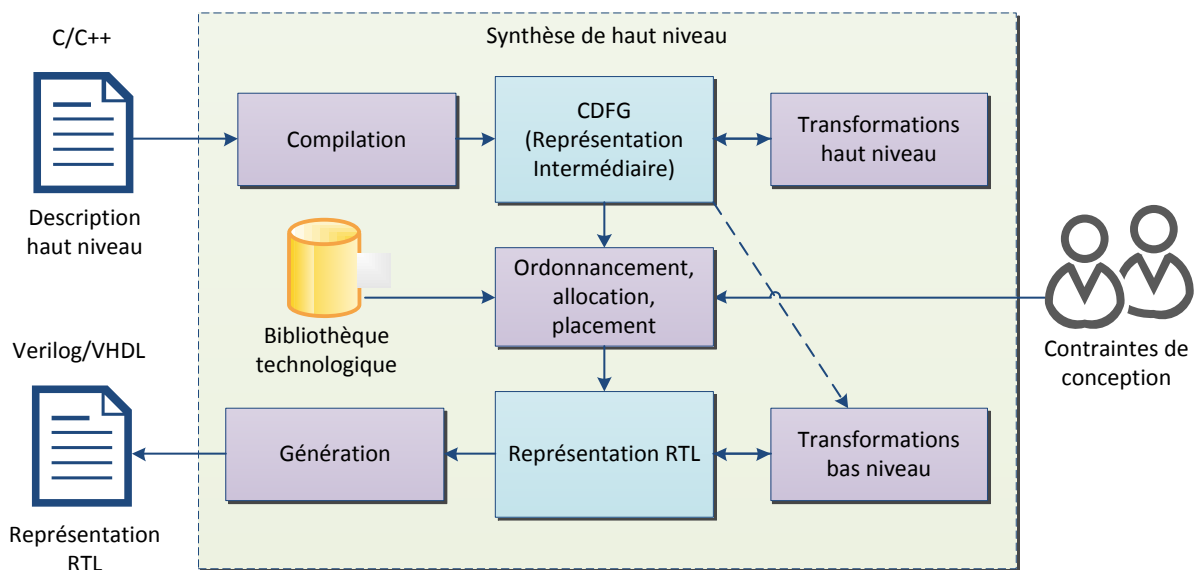 C/C++
Synthèse de haut niveau
Compilation
CDFG
(Représentation
Intermédiaire)
Transformations
haut niveau
Description
haut niveau
Ordonnancement,
allocation,
placement
Bibliothèque
technologique
Contraintes de
conception
Verilog/VHDL
Génération
Représentation RTL
Transformations
bas niveau
Représentation
RTL